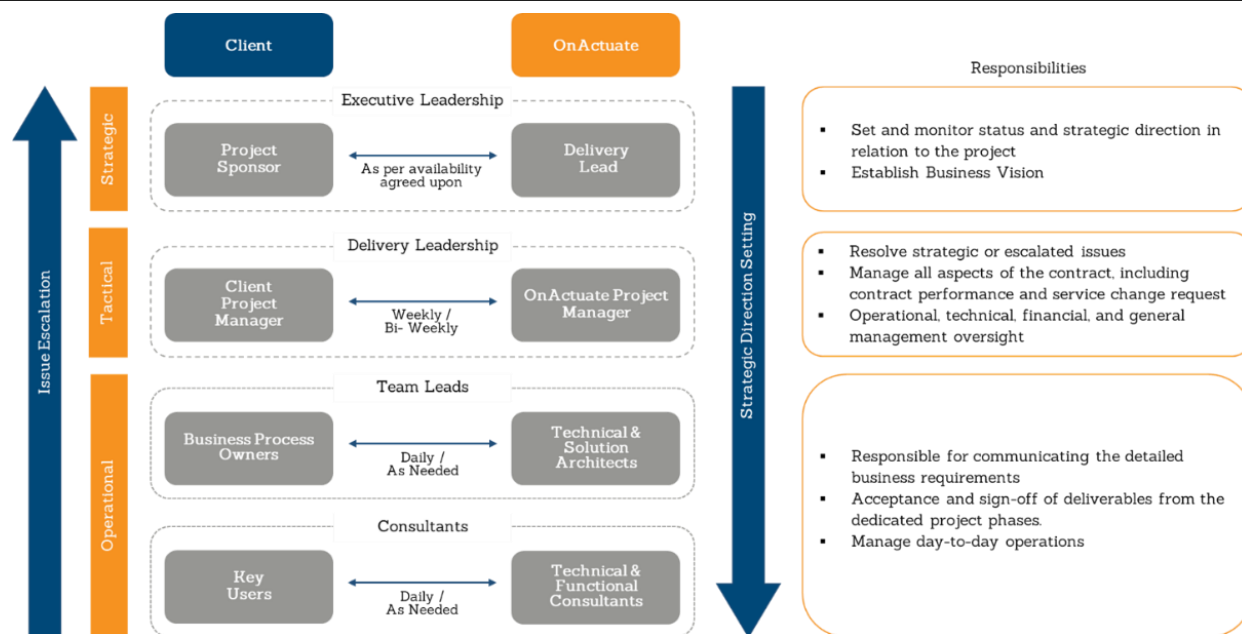 Client
OnActuate
Responsibilities
Issue Escalation
Strategic
Executive Leadership
Project
Sponsor
As per availability
agreed upon
Delivery
Lead
Strategic Direction Setting
▪ Set and monitor status and strategic direction in
relation to the project
▪ Establish Business Vision
Tactical
Delivery Leadership
Client
Project
Manager
Weekly /
Bi- Weekly
OnActuate Project
Manager
▪ Resolve strategic or escalated issues
▪ Manage all aspects of the contract, including
contract performance and service change request
▪ Operational, technical, financial, and general
management oversight
Operational
Team Leads
Business Process
Owners
Daily /
As Needed
Technical &
Solution
Architects
Consultants
Key
Users
Daily /
As Needed
Technical &
Functional
Consultants
▪ Responsible for communicating the detailed
business requirements
▪ Acceptance and sign-off of deliverables from the
dedicated project phases.
▪ Manage day-to-day operations